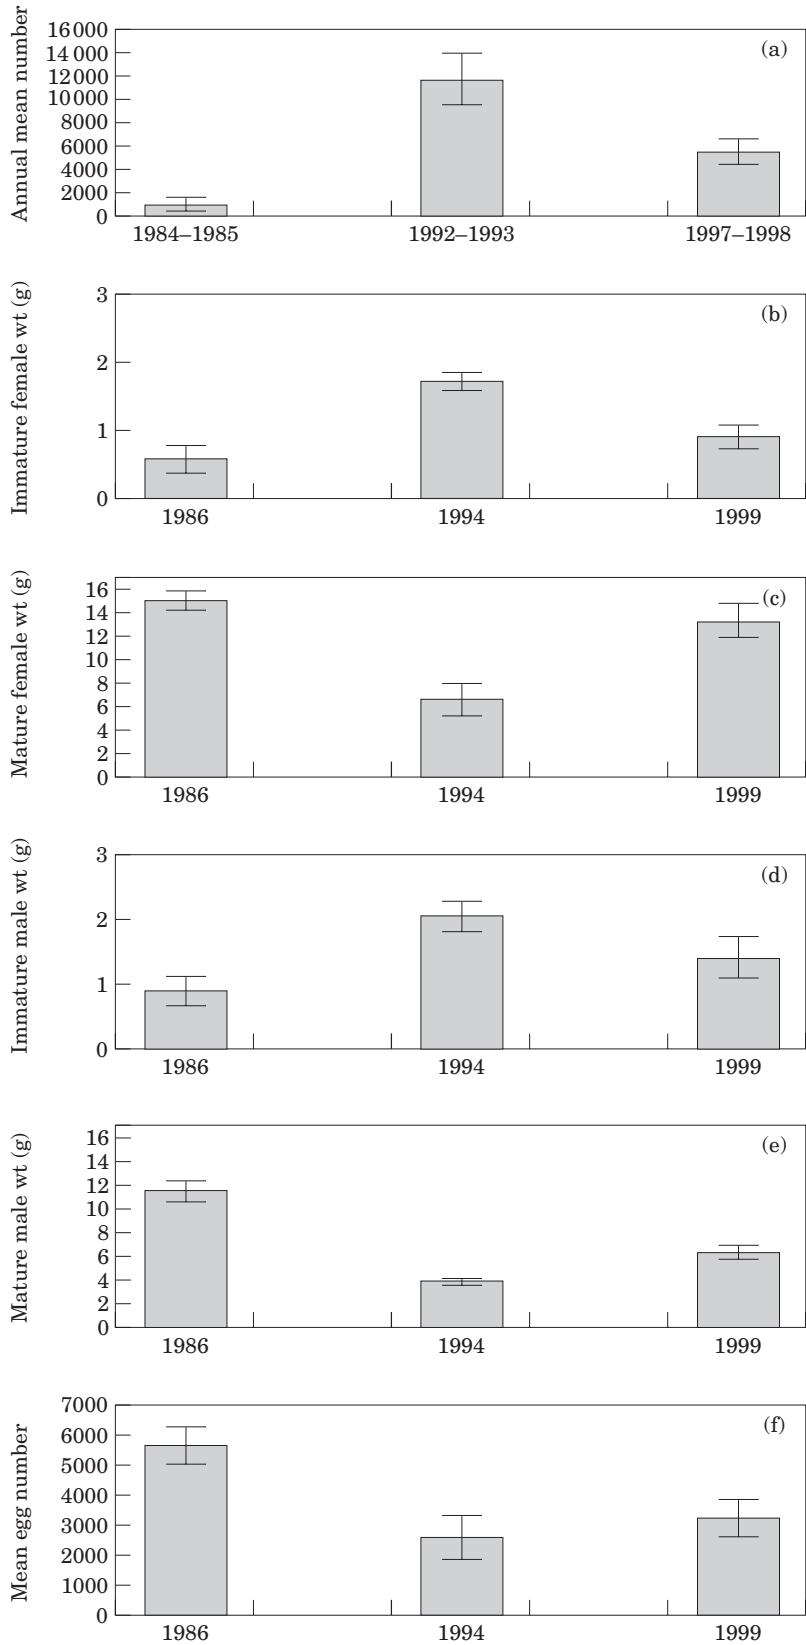 Annual mean number
16 000
14 000
12 000
10 000
8000
6000
4000
2000
0
(a)
1984–1985 1992–1993 1997–1998
Immature female wt (g)
3
2
1
0
(b)
1986 1994 1999
Mature female wt (g)
16
14
12
10
8
6
4
2
0
(c)
1986 1994 1999
Immature male wt (g)
3
2
1
0
(d)
1986 1994 1999
Mature male wt (g)
16
14
12
10
8
6
4
2
0
(e)
1986 1994 1999
Mean egg number
7000
6000
5000
4000
3000
2000
1000
0
(f)
1986 1994 1999